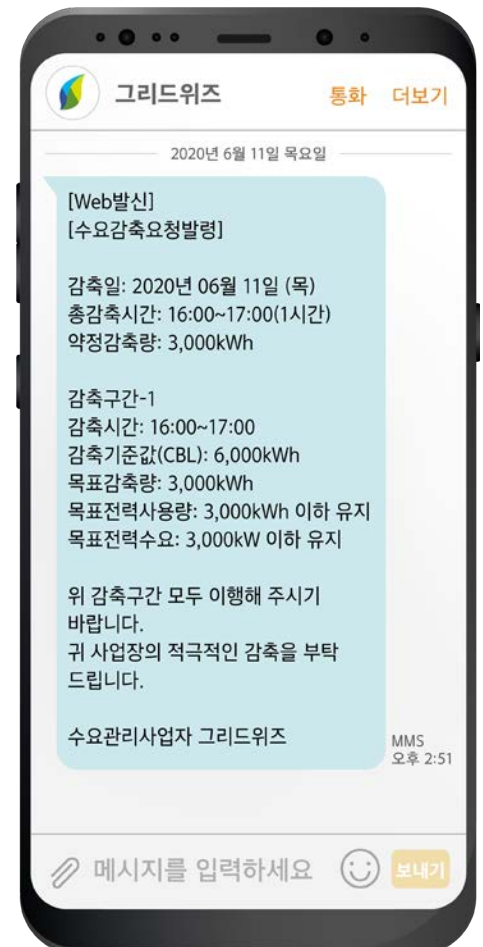 그리드위즈 통화 더보기
2020년 6월 11일 목요일
[Web발신]
[수요감축요청발령]
감축일: 2020년 06월 11일 (목)
총감축시간: 16:00~17:00(1시간)
약정감축량: 3,000kWh
감축구간-1
감축시간: 16:00~17:00
감축기준값(CBL): 6,000kWh
목표감축량: 3,000kWh
목표전력사용량: 3,000kWh 이하 유지
목표전력수요: 3,000kW 이하 유지
위 감축구간 모두 이행해 주시기
바랍니다.
귀 사업장의 적극적인 감축을 부탁
드립니다.
수요관리사업자 그리드위즈
MMS
오후 2:51
메시지를 입력하세요 보내기